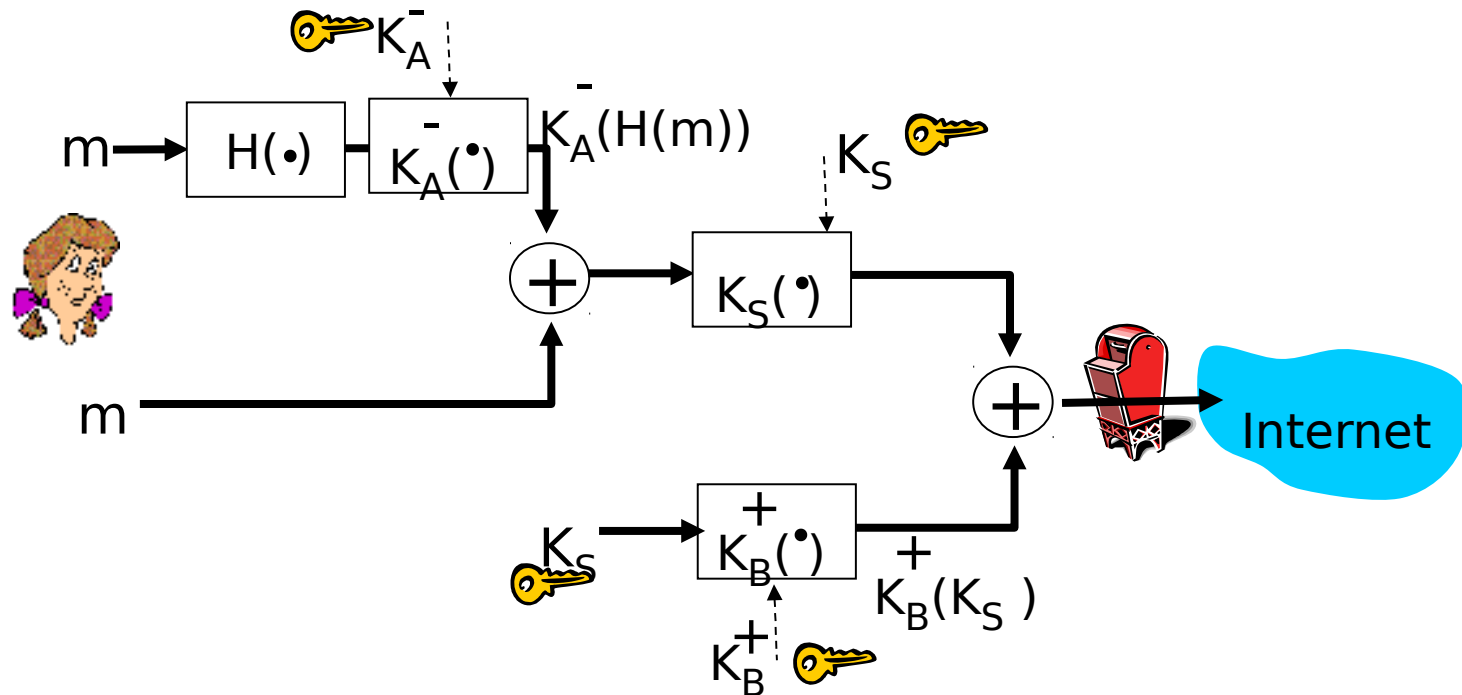 K_A^-
m
H(•)
K_A^-(•)
K_A^-(H(m))
K_S
+
K_S(•)
m
+
Internet
K_S
K_B^+(•)
K_B^+(K_S )
K_B^+